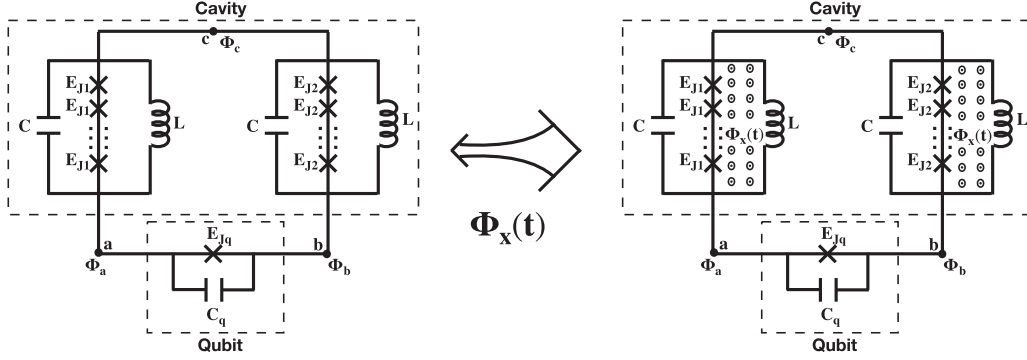 Cavity
c Φc
EJ1
EJ1
EJ1
C
L
EJ2
EJ2
EJ2
C
L
a
Φa
EJq
b
Φb
Cq
Qubit
Φx(t)
Cavity
c Φc
EJ1
EJ1
EJ1
C
Φx(t)
L
EJ2
EJ2
EJ2
C
Φx(t)
L
a
Φa
EJq
b
Φb
Cq
Qubit